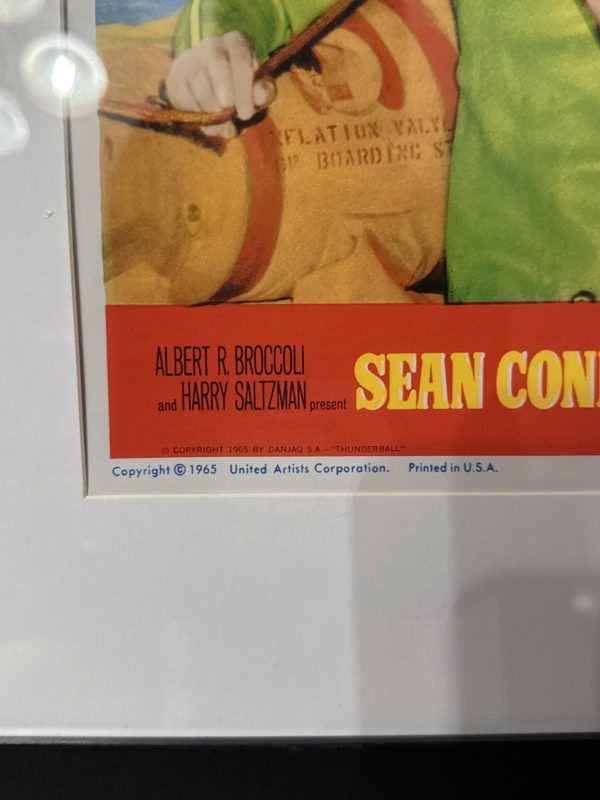 FLATION VALVE
BOARDING
ALBERT R. BROCCOLI
and HARRY SALTZMAN present
SEAN CON
© COPYRIGHT 1965 BY DANJAQ S.A.—"THUNDERBALL"
Copyright © 1965 United Artists Corporation. Printed in U.S.A.